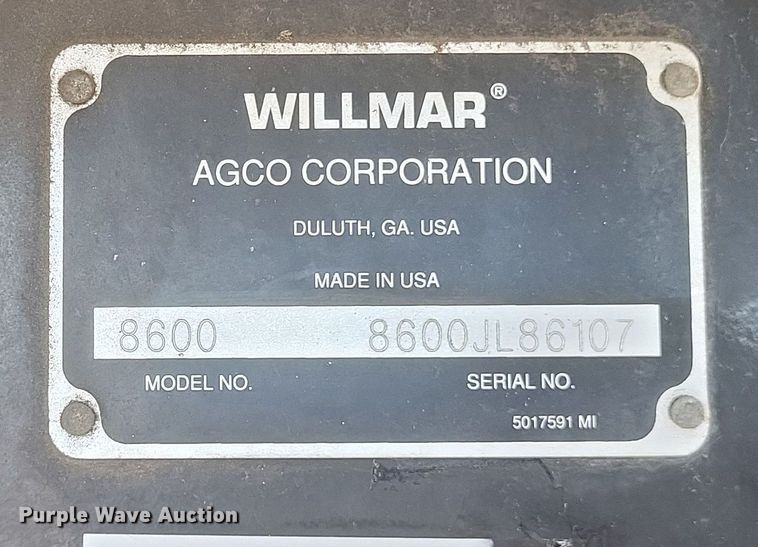 WILLMAR®
AGCO CORPORATION
DULUTH, GA. USA
MADE IN USA
8600 8600JL86107
MODEL NO. SERIAL NO.
5017591 MI
Purple Wave Auction